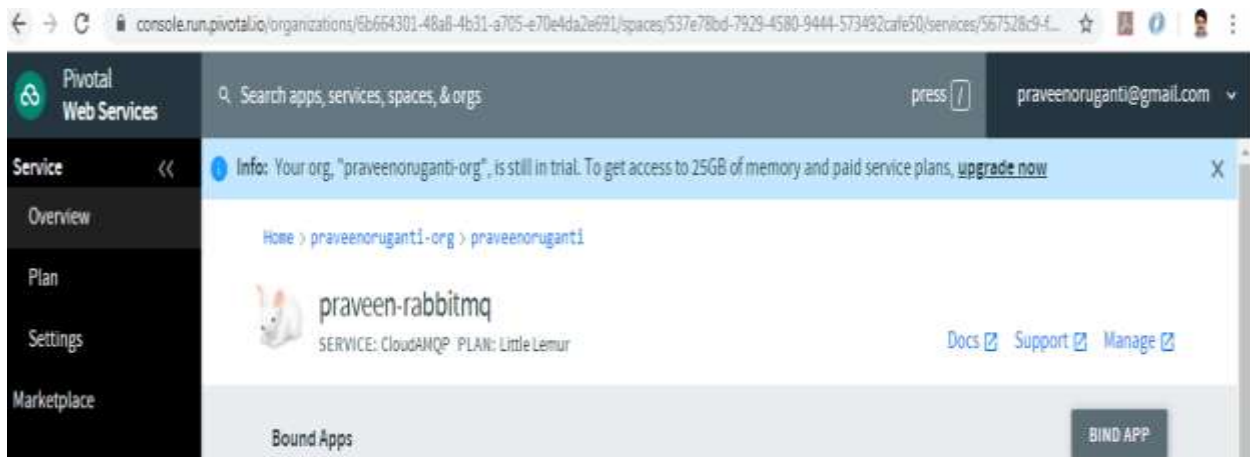 console.run.pivotal.io/organizations/6b664301-48a8-4b31-a705-e70e4da2e691/spaces/537e78bd-7929-4580-9444-573492cafe50/services/567528c9-f...
Pivotal
Web Services
Search apps, services, spaces, & orgs
press /
praveenoruganti@gmail.com
Service
Info: Your org, "praveenoruganti-org", is still in trial. To get access to 25GB of memory and paid service plans, upgrade now
X
Overview
Home > praveenoruganti-org > praveenoruganti
Plan
praveen-rabbitmq
SERVICE: CloudAMQP PLAN: Little Lemur
Settings
Docs Support Manage
Marketplace
Bound Apps
BIND APP